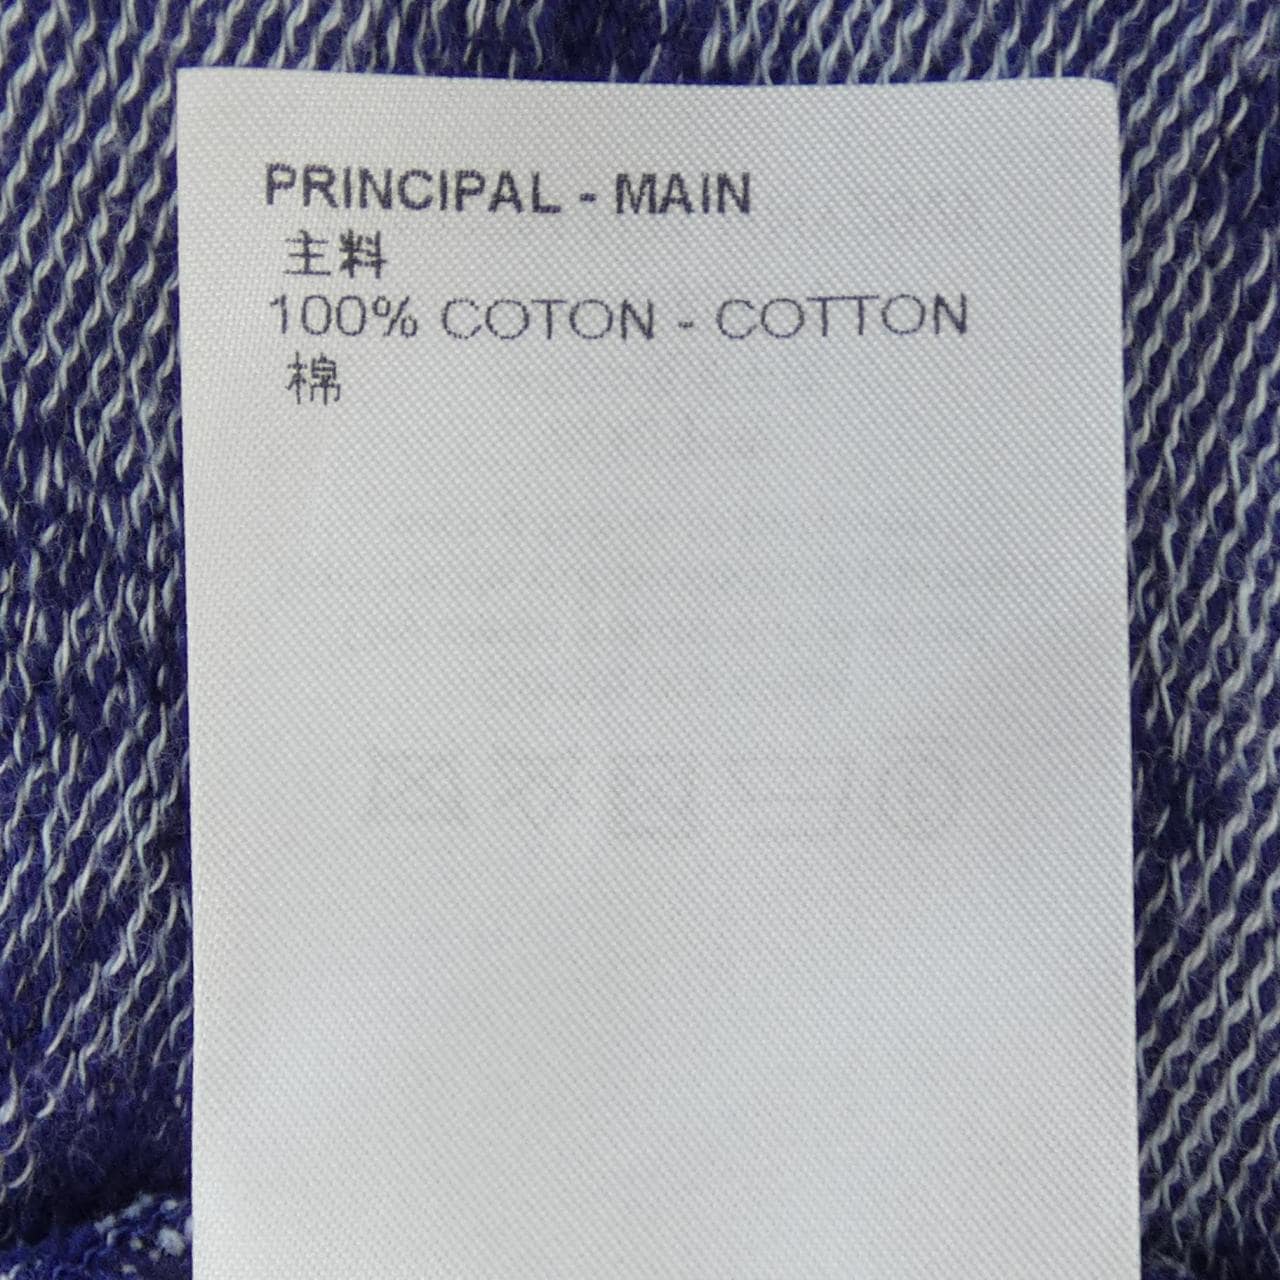 PRINCIPAL - MAIN
主料
100% COTON - COTTON
棉